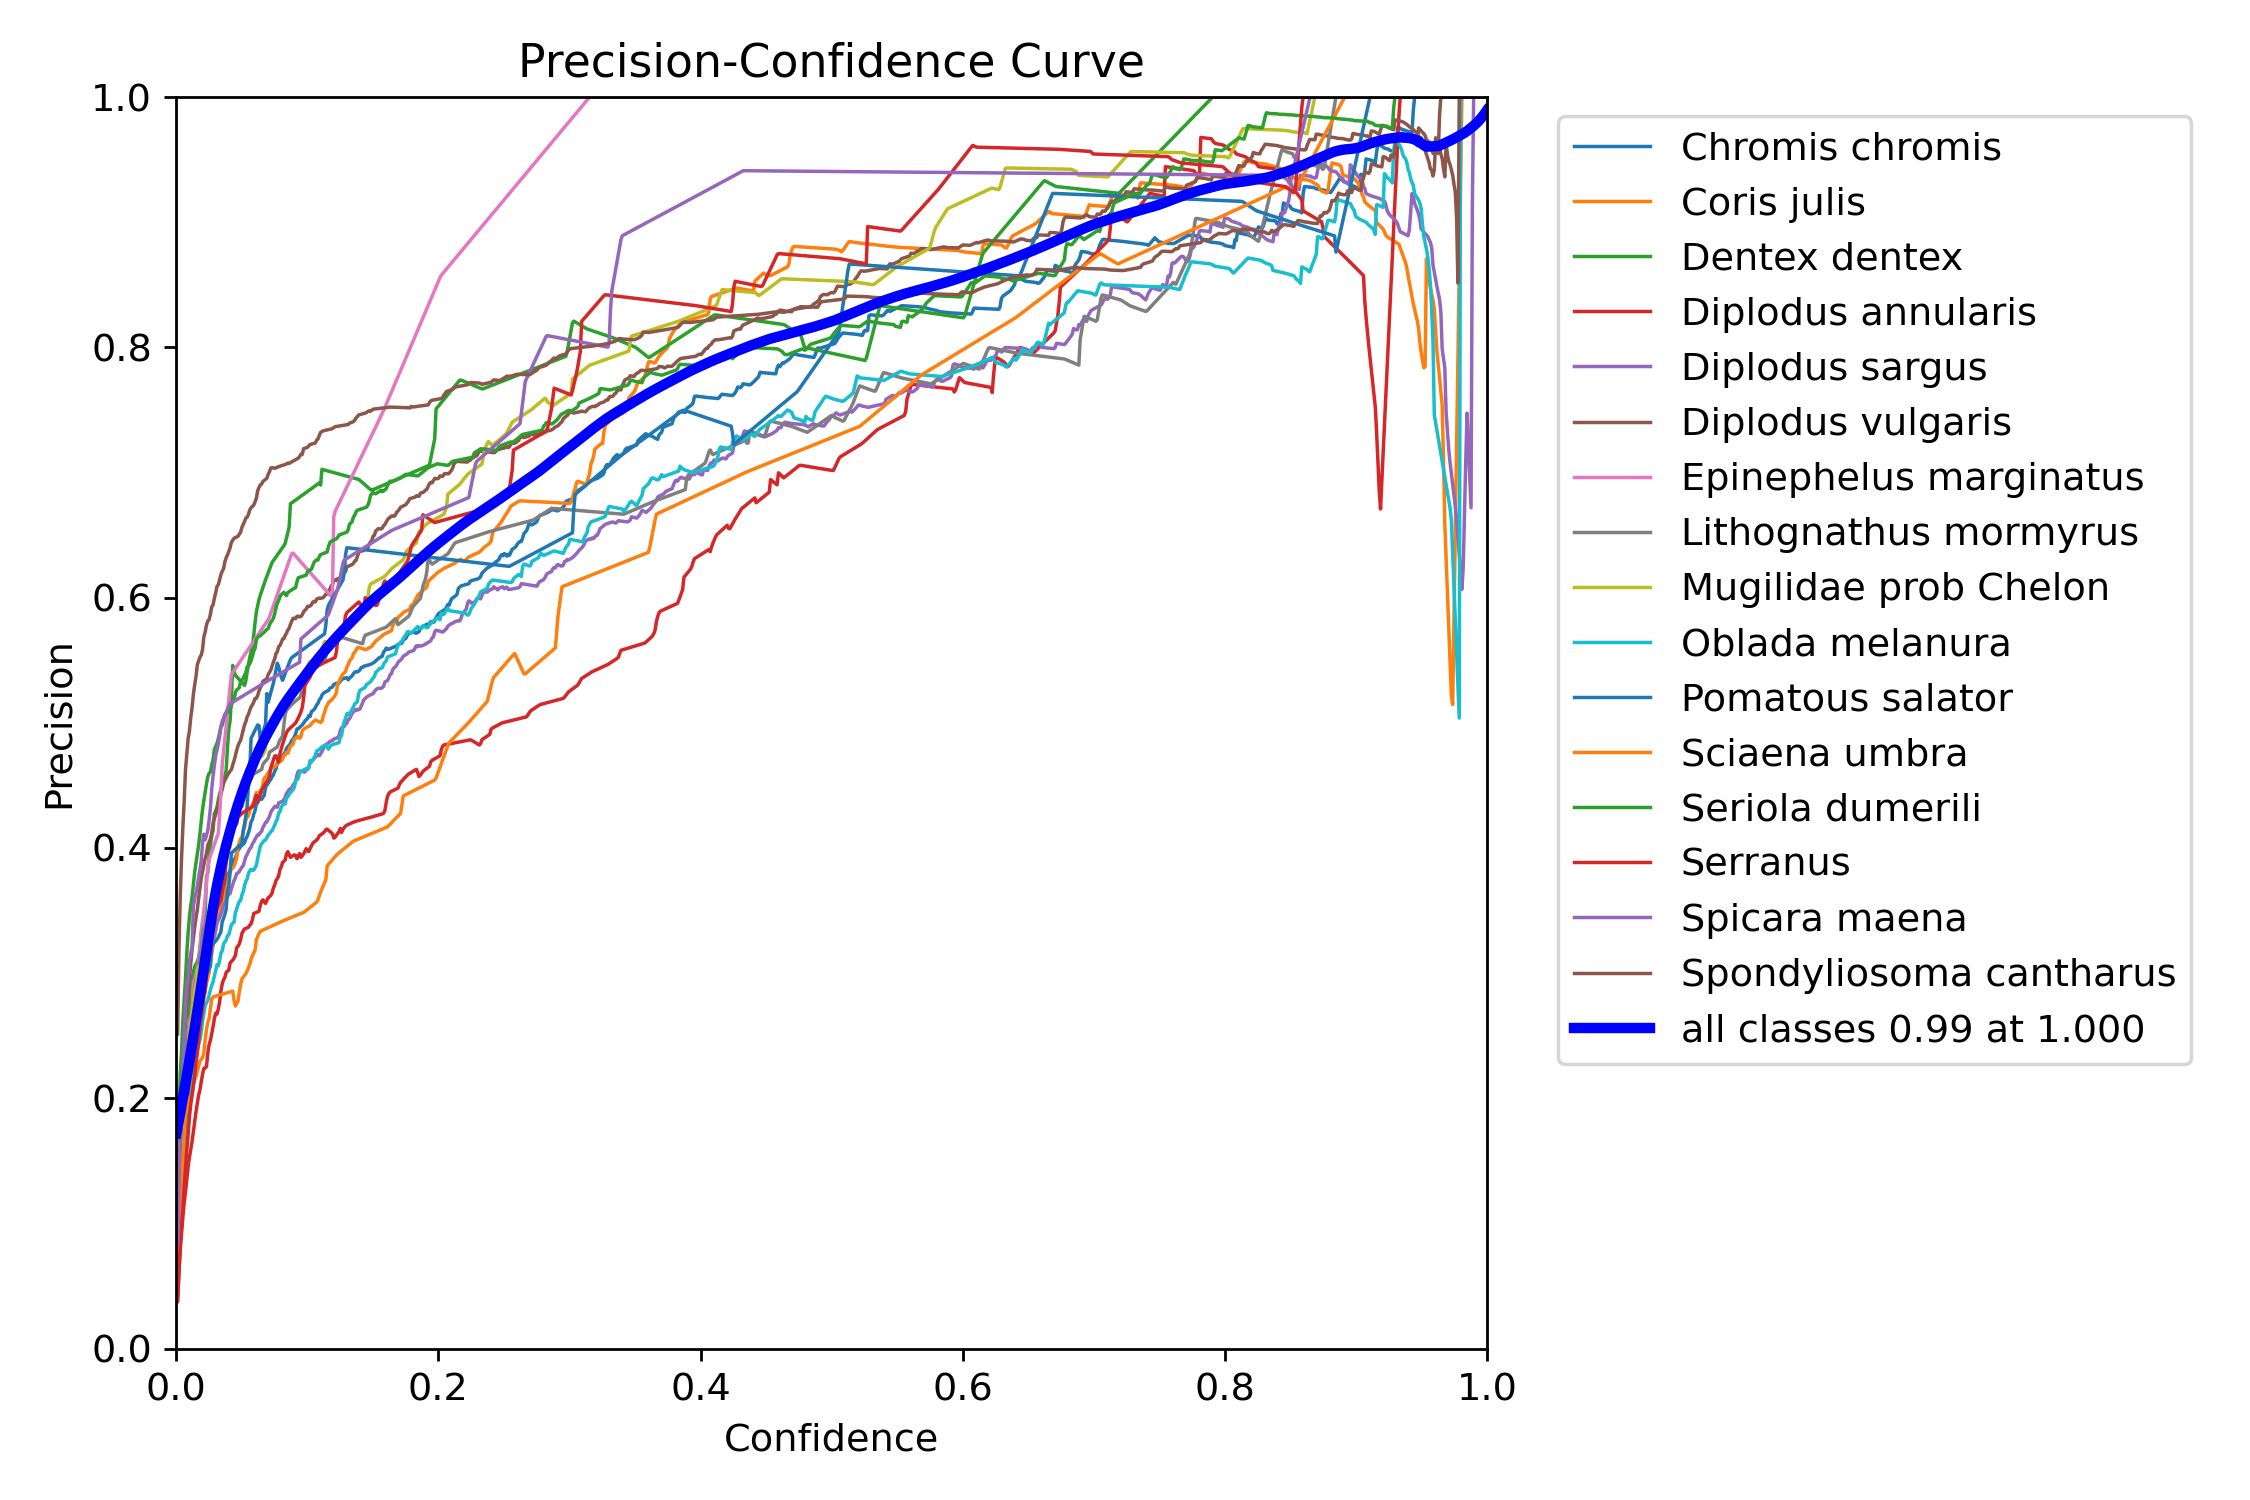 Precision-Confidence Curve
1.0
0.8
0.6
0.4
0.2
0.0
Precision
0.0 0.2 0.4 0.6 0.8 1.0
Confidence
Chromis chromis
Coris julis
Dentex dentex
Diplodus annularis
Diplodus sargus
Diplodus vulgaris
Epinephelus marginatus
Lithognathus mormyrus
Mugilidae prob Chelon
Oblada melanura
Pomatous salator
Sciaena umbra
Seriola dumerili
Serranus
Spicara maena
Spondyliosoma cantharus
all classes 0.99 at 1.000